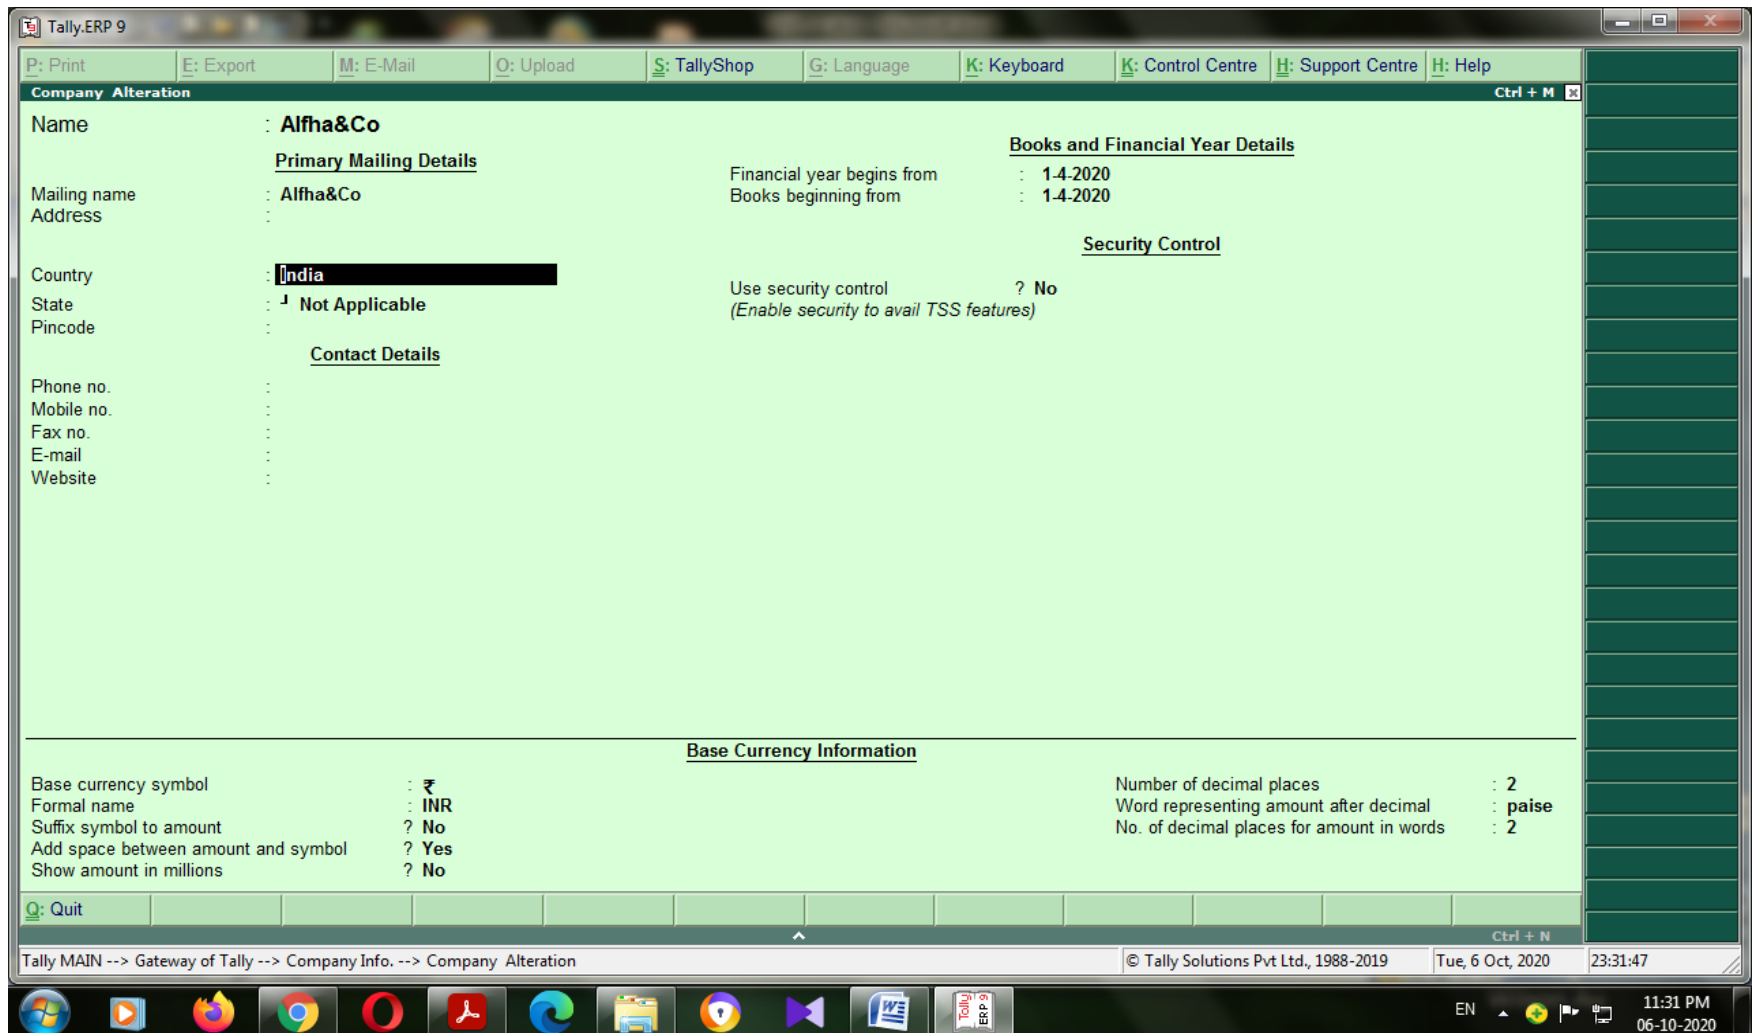 Tally.ERP 9
P: Print E: Export M: E-Mail O: Upload S: TallyShop G: Language K: Keyboard K: Control Centre H: Support Centre H: Help
Company Alteration Ctrl + M
Name : Alfha&Co
Primary Mailing Details
Mailing name : Alfha&Co
Address :
Country : India
State : Not Applicable
Pincode :
Contact Details
Phone no. :
Mobile no. :
Fax no. :
E-mail :
Website :
Books and Financial Year Details
Financial year begins from : 1-4-2020
Books beginning from : 1-4-2020
Security Control
Use security control ? No
(Enable security to avail TSS features)
Base Currency Information
Base currency symbol : ₹
Formal name : INR
Suffix symbol to amount ? No
Add space between amount and symbol ? Yes
Show amount in millions ? No
Number of decimal places : 2
Word representing amount after decimal : paise
No. of decimal places for amount in words : 2
Q: Quit
Ctrl + N
Tally MAIN --> Gateway of Tally --> Company Info. --> Company Alteration © Tally Solutions Pvt Ltd., 1988-2019 Tue, 6 Oct, 2020 23:31:47
Tally
ERP 9
EN 11:31 PM
06-10-2020